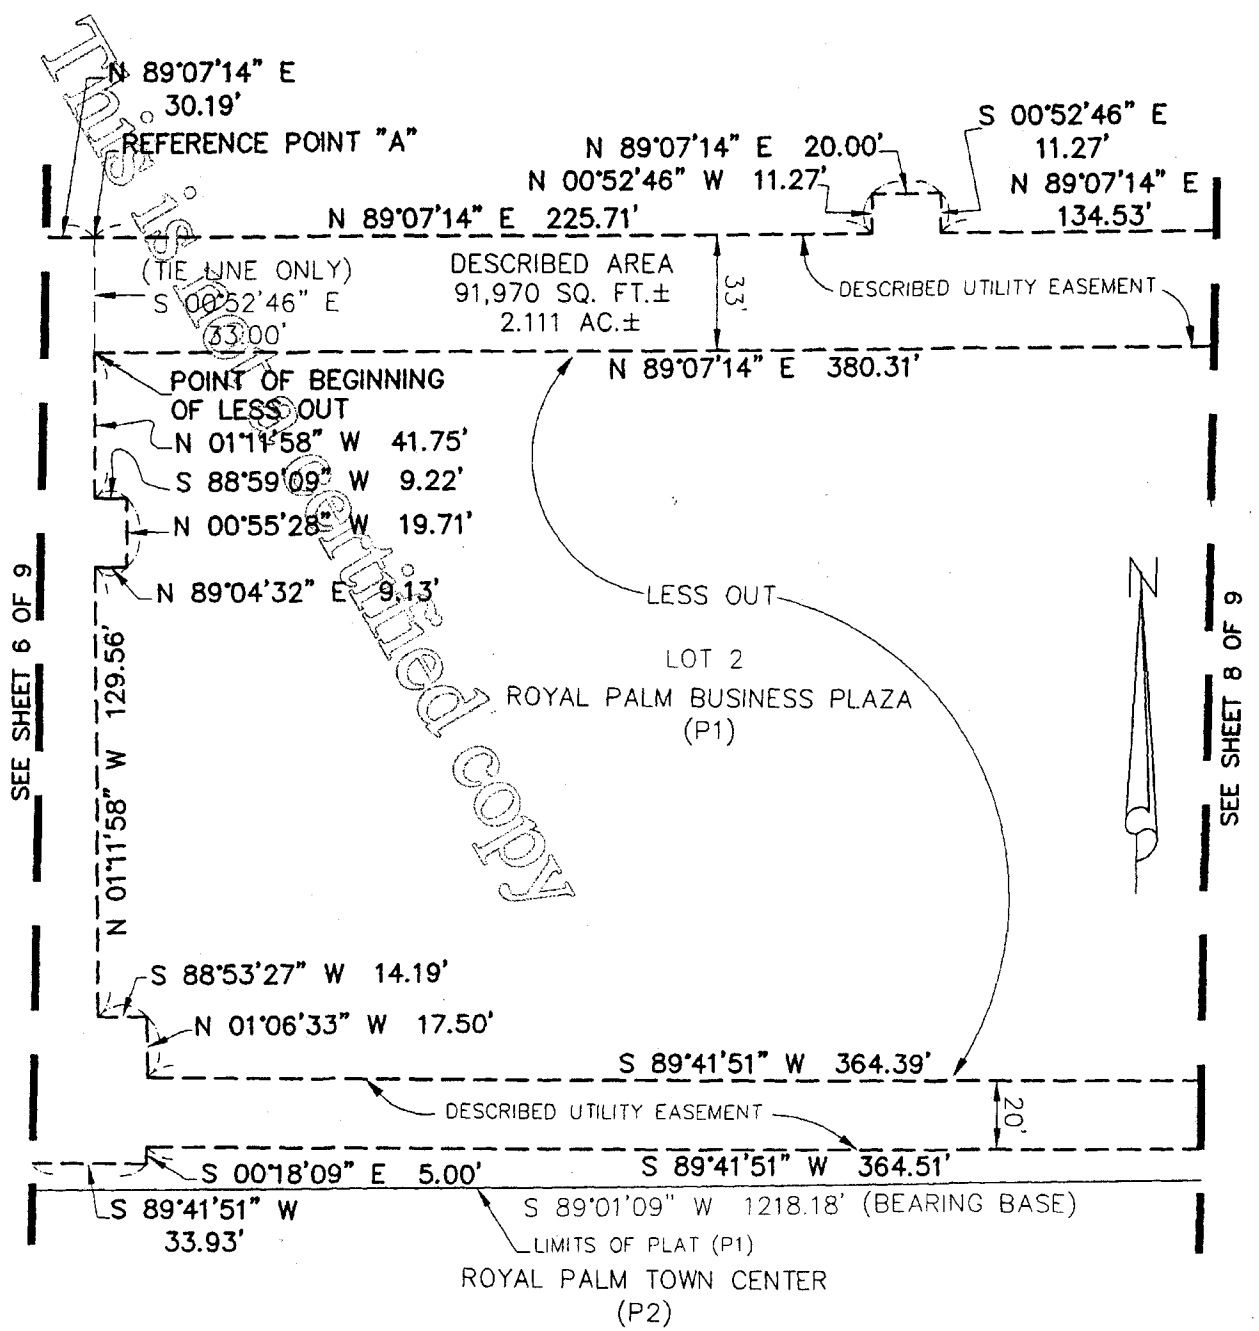 N 89°07'14" E
30.19'
REFERENCE POINT "A"
S 00°52'46" E
11.27'
N 89°07'14" E 20.00'
N 00°52'46" W 11.27'
N 89°07'14" E
134.53'
N 89°07'14" E 225.71'
(TIE LINE ONLY)
S 00°52'46" E
33.00'
DESCRIBED AREA
91,970 SQ. FT.±
2.111 AC.±
33'
DESCRIBED UTILITY EASEMENT
N 89°07'14" E 380.31'
POINT OF BEGINNING
OF LESS OUT
N 01°11'58" W 41.75'
S 88°59'09" W 9.22'
N 00°55'28" W 19.71'
N 89°04'32" E 9.13'
LESS OUT
LOT 2
ROYAL PALM BUSINESS PLAZA
(P1)
N
SEE SHEET 6 OF 9
SEE SHEET 8 OF 9
N 01°11'58" W 129.56'
S 88°53'27" W 14.19'
N 01°06'33" W 17.50'
S 89°41'51" W 364.39'
DESCRIBED UTILITY EASEMENT
20'
S 89°41'51" W 364.51'
S 00°18'09" E 5.00'
S 89°41'51" W
33.93'
S 89°01'09" W 1218.18' (BEARING BASE)
LIMITS OF PLAT (P1)
ROYAL PALM TOWN CENTER
(P2)
This is not a certified copy